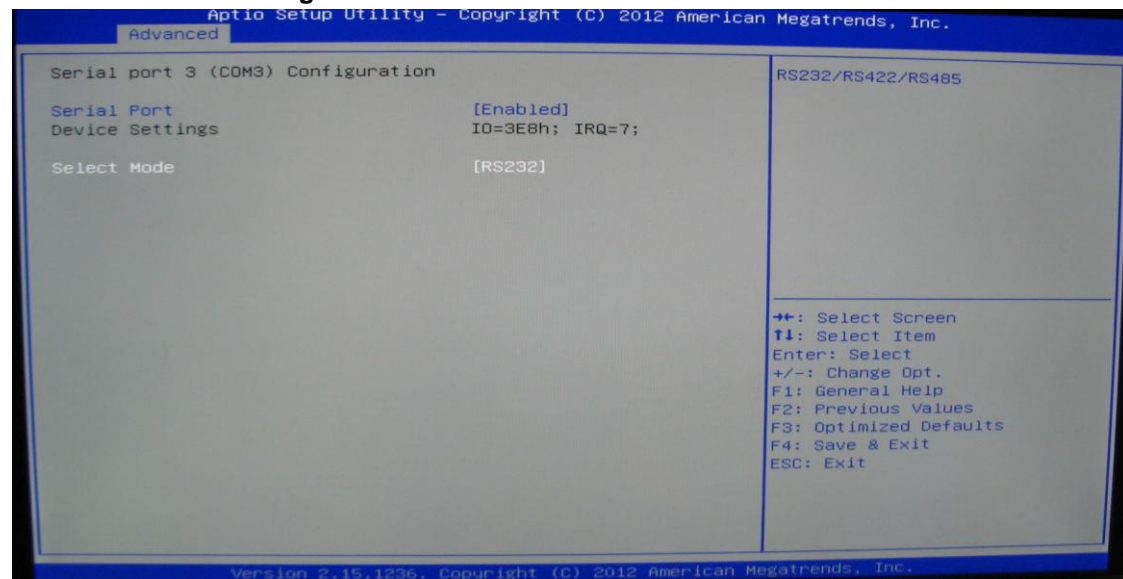 Aptio Setup Utility – Copyright (C) 2012 American Megatrends, Inc.
Advanced
Serial port 3 (COM3) Configuration
Serial Port [Enabled]
Device Settings IO=3E8h; IRQ=7;
Select Mode [RS232]
RS232/RS422/RS485
→←: Select Screen
↑↓: Select Item
Enter: Select
+/-: Change Opt.
F1: General Help
F2: Previous Values
F3: Optimized Defaults
F4: Save & Exit
ESC: Exit
Version 2.15.1236. Copyright (C) 2012 American Megatrends, Inc.